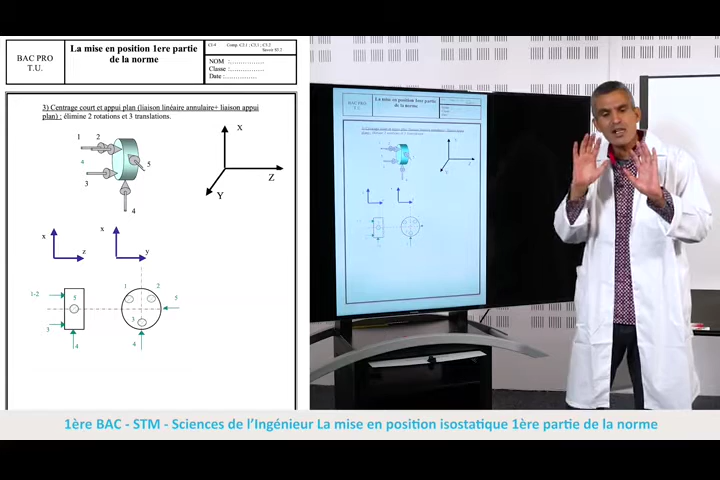 BAC PRO
T.U.
La mise en position 1ere partie
de la norme
NOM :
Classe :
Date :
3) Centrage court et appui plan (liaison linéaire annulaire+ liaison appui
plan) : élimine 2 rotations et 3 translations.
1 2
4
5
3
4
X
Z
Y
x
z
x
y
1-2
5
3
4
1
2
5
3
4
1ère BAC - STM - Sciences de l'Ingénieur La mise en position isostatique 1ère partie de la norme